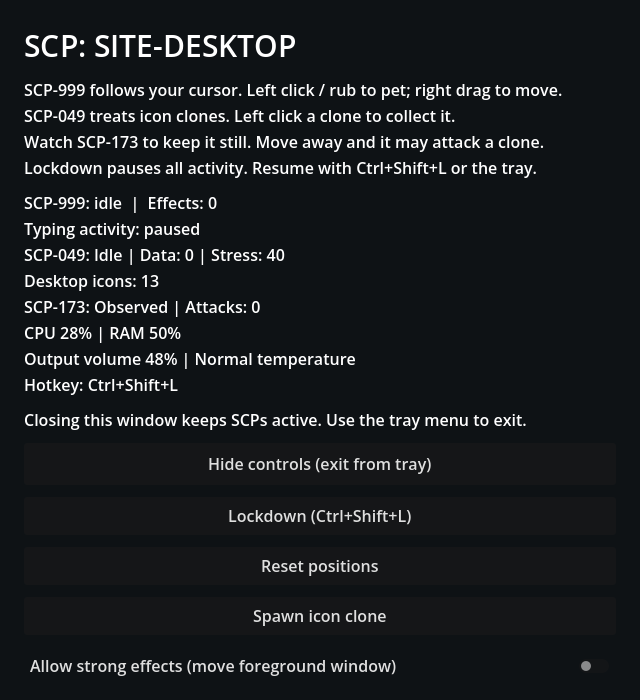 SCP: SITE-DESKTOP
SCP-999 follows your cursor. Left click / rub to pet; right drag to move.
SCP-049 treats icon clones. Left click a clone to collect it.
Watch SCP-173 to keep it still. Move away and it may attack a clone.
Lockdown pauses all activity. Resume with Ctrl+Shift+L or the tray.
SCP-999: idle  |  Effects: 0
Typing activity: paused
SCP-049: Idle | Data: 0 | Stress: 40
Desktop icons: 13
SCP-173: Observed | Attacks: 0
CPU 28% | RAM 50%
Output volume 48% | Normal temperature
Hotkey: Ctrl+Shift+L
Closing this window keeps SCPs active. Use the tray menu to exit.
Hide controls (exit from tray)
Lockdown (Ctrl+Shift+L)
Reset positions
Spawn icon clone
Allow strong effects (move foreground window)